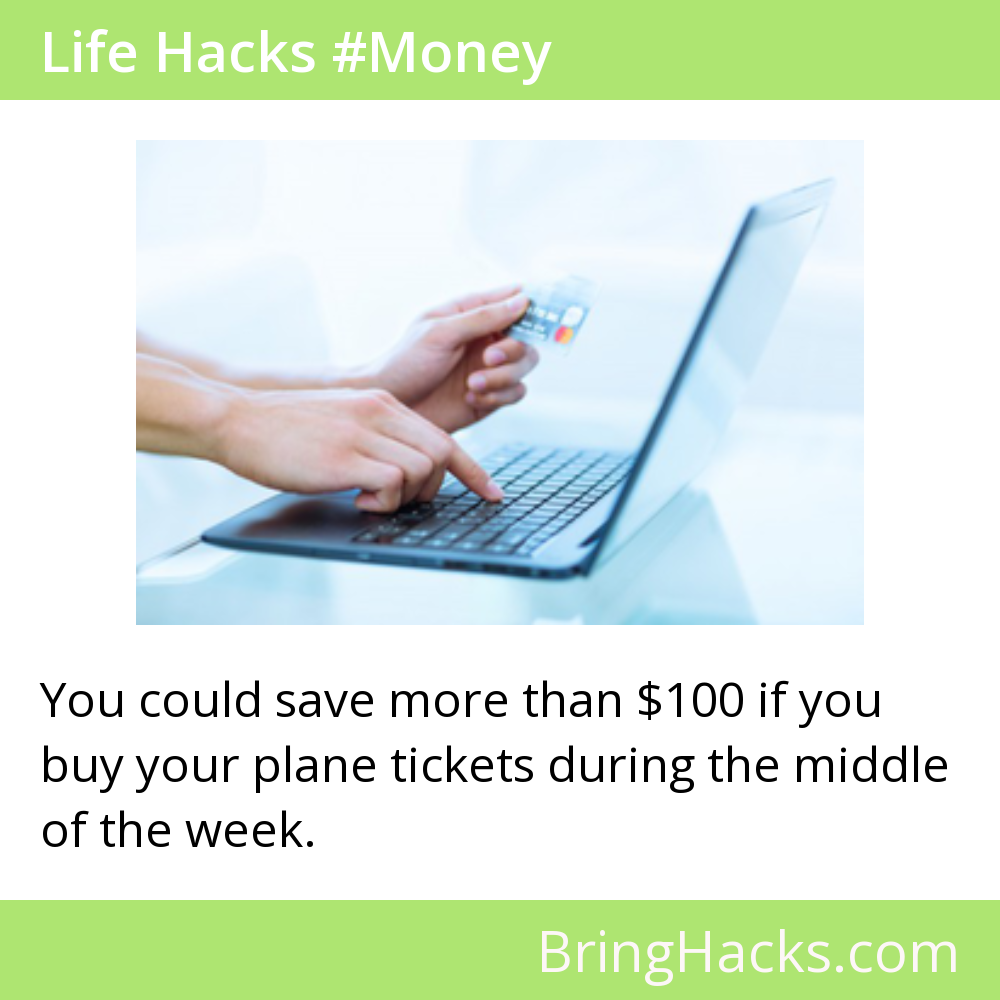 Life Hacks #Money
You could save more than $100 if you
buy your plane tickets during the middle
of the week.
BringHacks.com